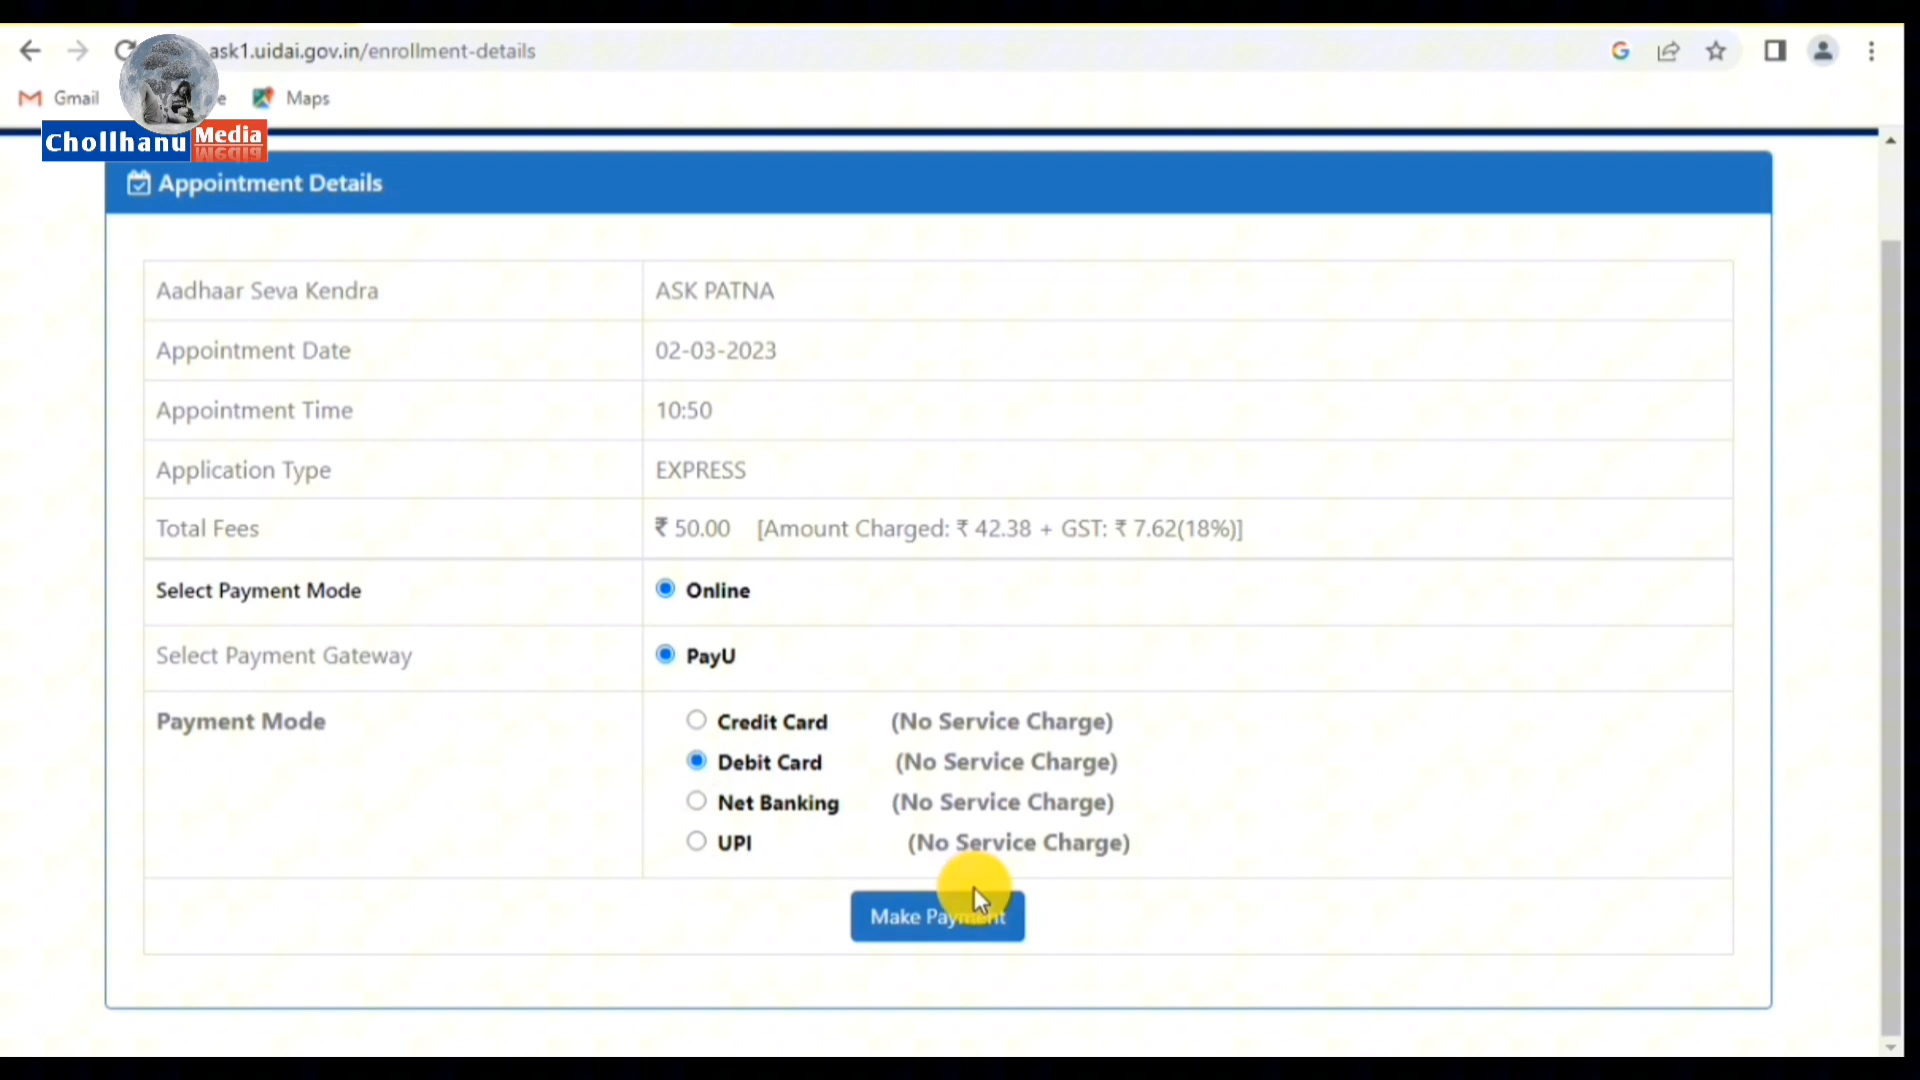 ask1.uidai.gov.in/enrollment-details
Gmail
Maps
Chollhanu Media
Appointment Details
Aadhaar Seva Kendra ASK PATNA
Appointment Date 02-03-2023
Appointment Time 10:50
Application Type EXPRESS
Total Fees ₹ 50.00 [Amount Charged: ₹ 42.38 + GST: ₹ 7.62(18%)]
Select Payment Mode Online
Select Payment Gateway PayU
Payment Mode Credit Card (No Service Charge)
Debit Card (No Service Charge)
Net Banking (No Service Charge)
UPI (No Service Charge)
Make Payment